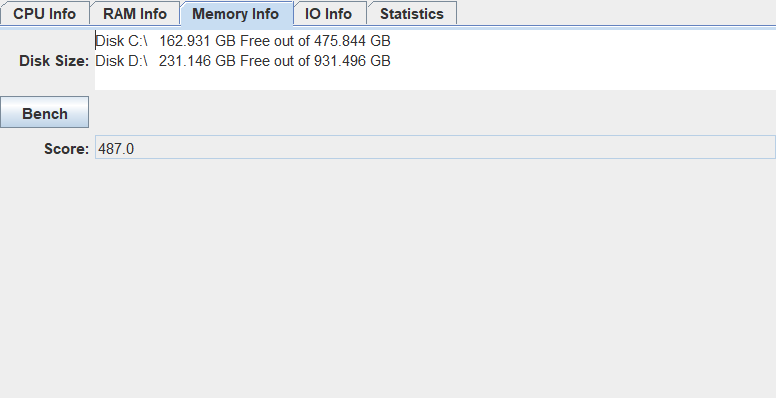 CPU Info RAM Info Memory Info IO Info Statistics
Disk C:\ 162.931 GB Free out of 475.844 GB
Disk Size: Disk D:\ 231.146 GB Free out of 931.496 GB
Bench
Score: 487.0